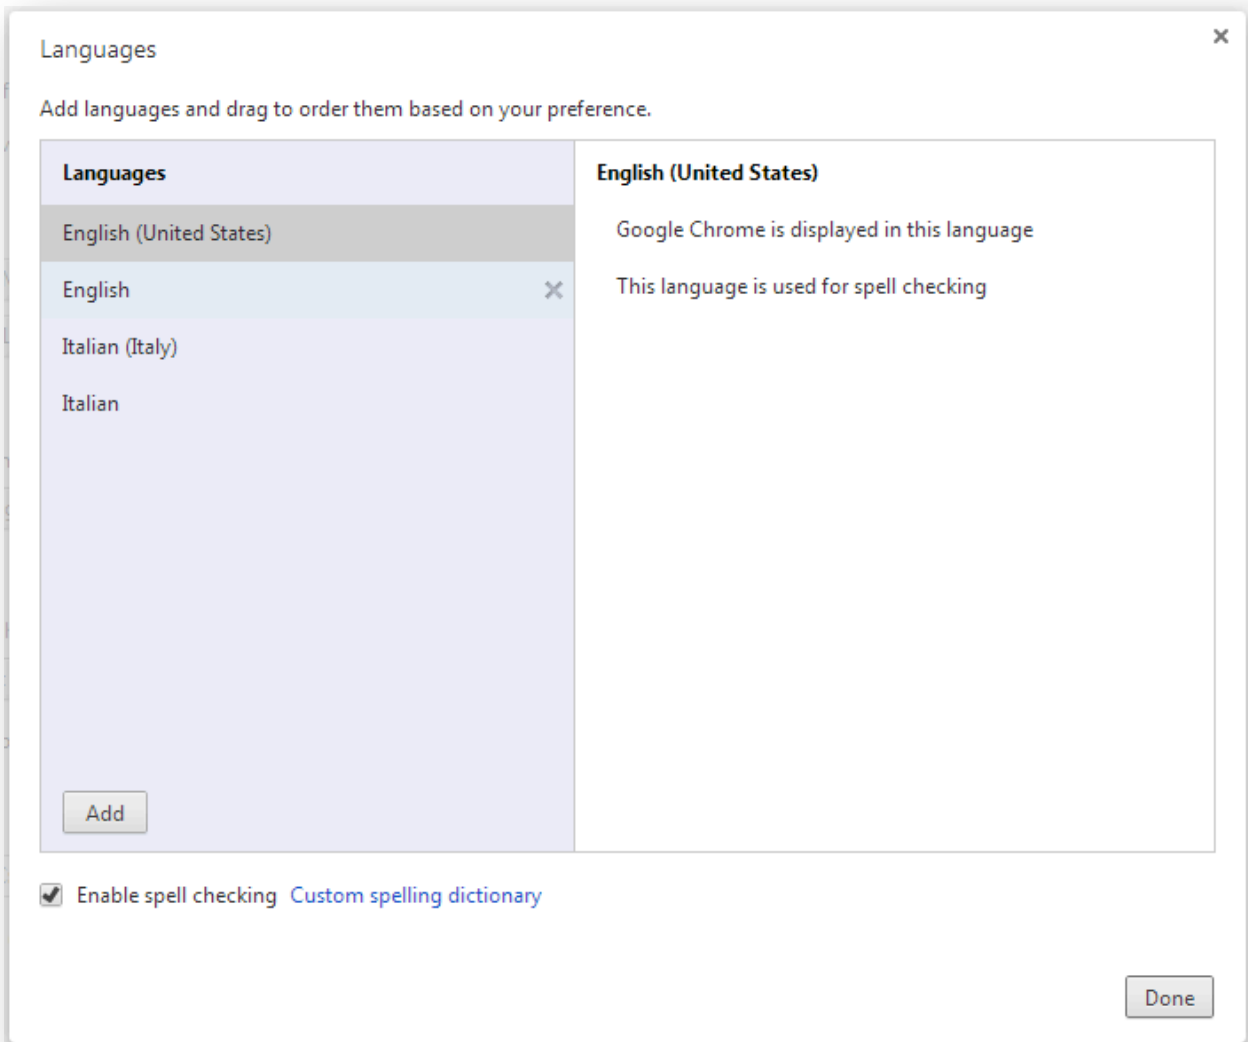 Languages
Add languages and drag to order them based on your preference.
Languages
English (United States)
English
Italian (Italy)
Italian
Add
English (United States)
Google Chrome is displayed in this language
This language is used for spell checking
Enable spell checking Custom spelling dictionary
Done